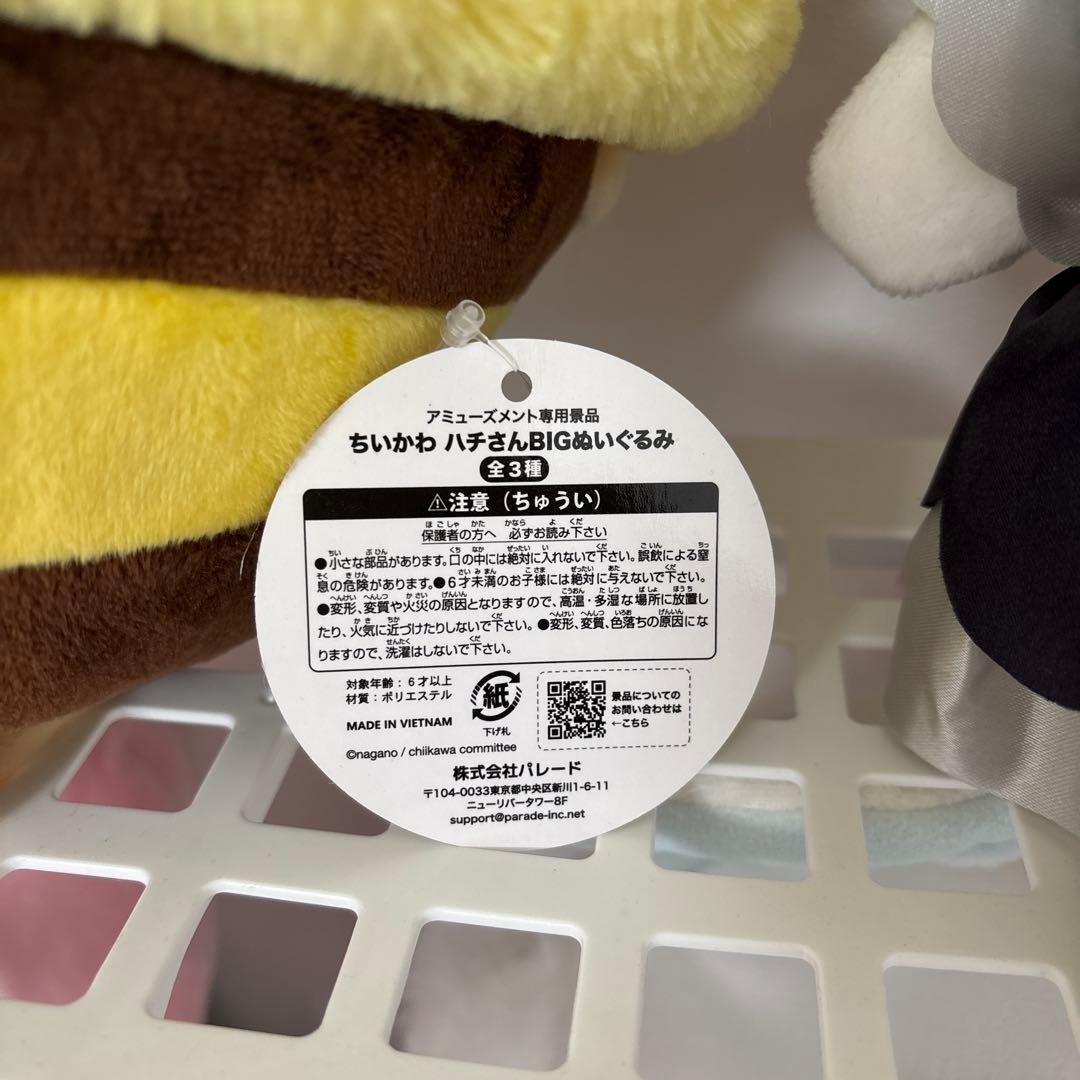 アミューズメント専用景品
ちいかわ ハチさんBIGぬいぐるみ
全3種
⚠注意（ちゅうい）
保護者の方へ 必ずお読み下さい
●小さな部品があります。口の中には絶対に入れないで下さい。誤飲による窒
息の危険があります。●6才未満のお子様には絶対に与えないで下さい。
●変形、変質や火災の原因となりますので、高温・多湿な場所に放置し
たり、火気に近づけたりしないで下さい。●変形、変質、色落ちの原因にな
りますので、洗濯はしないで下さい。
対象年齢：6才以上
材質：ポリエステル
MADE IN VIETNAM
紙
下げ札
景品についての
お問い合わせは
←こちら
©nagano / chiikawa committee
株式会社パレード
〒104-0033東京都中央区新川1-6-11
ニューリバータワー8F
support@parade-inc.net